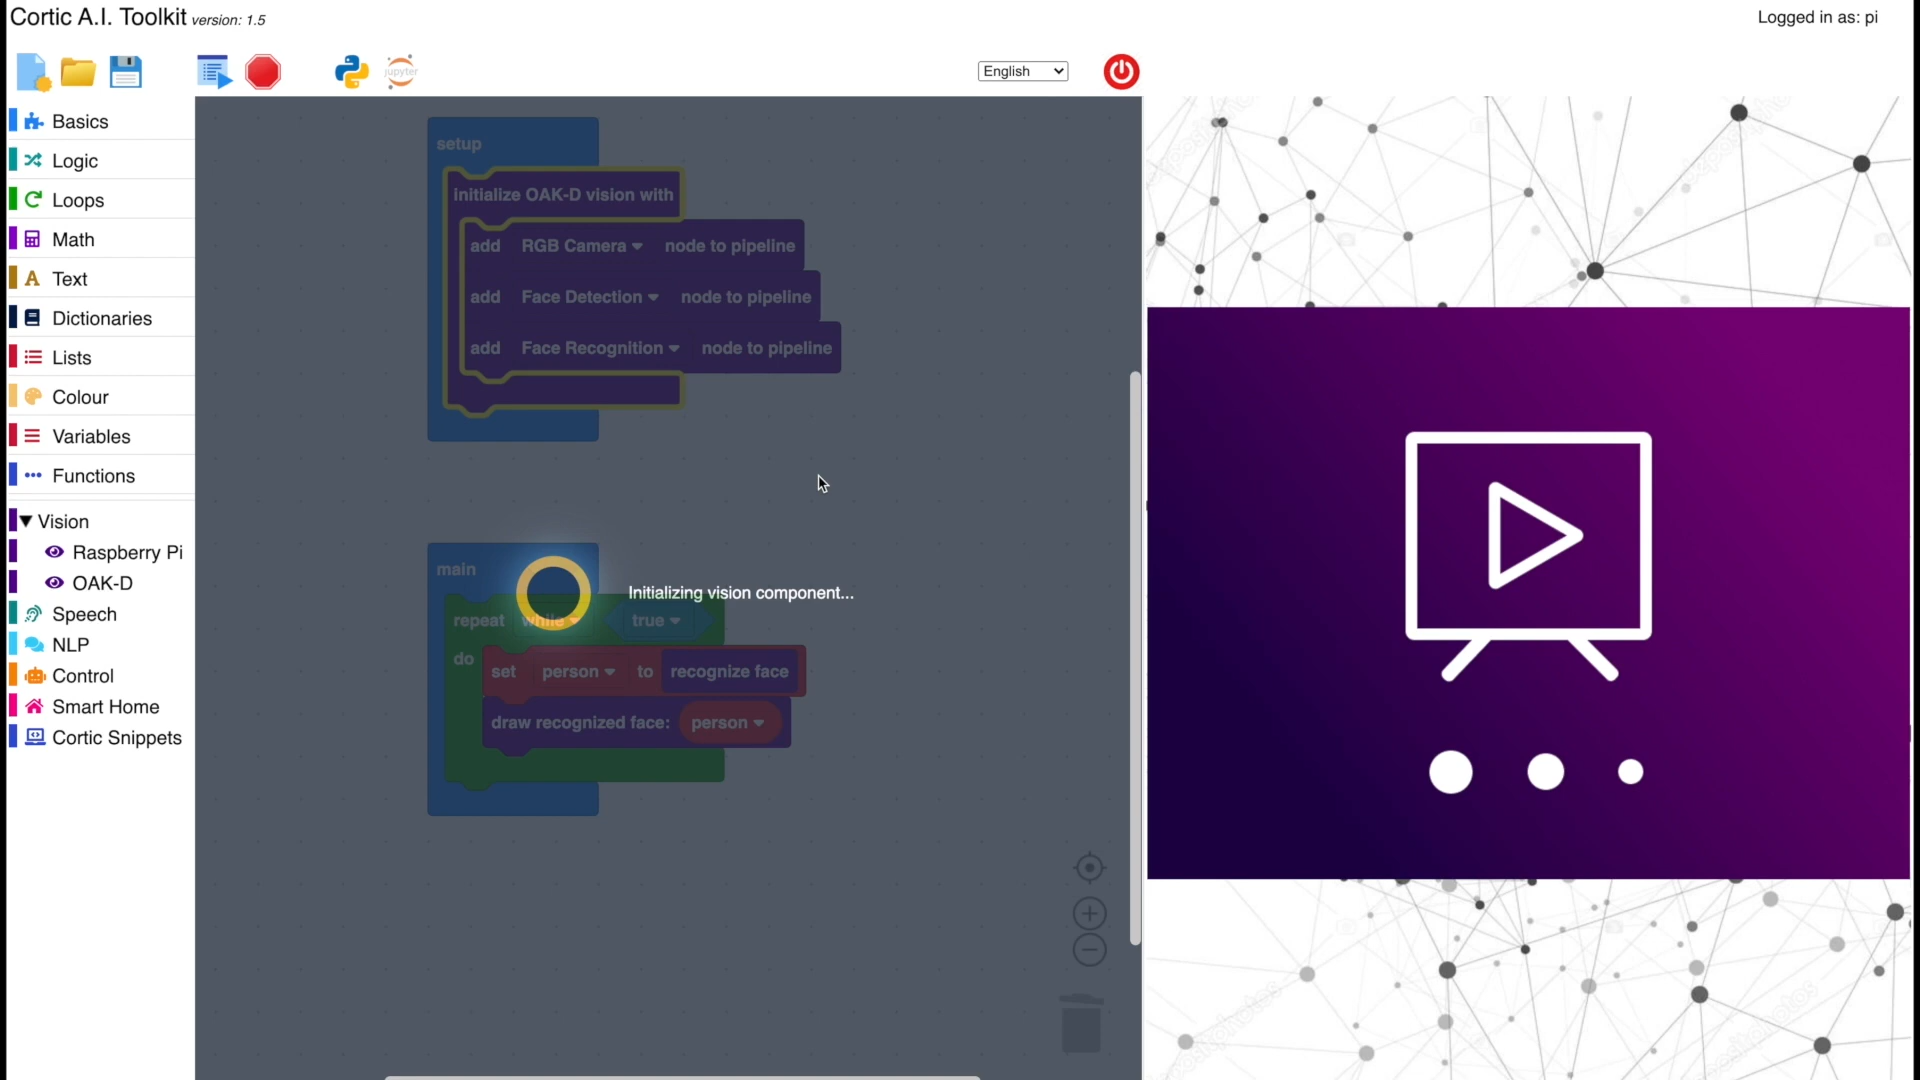 Cortic A.I. Toolkit version: 1.5
Logged in as: pi
jupyter
English
Basics
Logic
Loops
Math
Text
Dictionaries
Lists
Colour
Variables
Functions
Vision
Raspberry Pi
OAK-D
Speech
NLP
Control
Smart Home
Cortic Snippets
setup
initialize OAK-D vision with
add RGB Camera node to pipeline
add Face Detection node to pipeline
add Face Recognition node to pipeline
main
Initializing vision component...
repeat while true
do set person to recognize face
draw recognized face: person